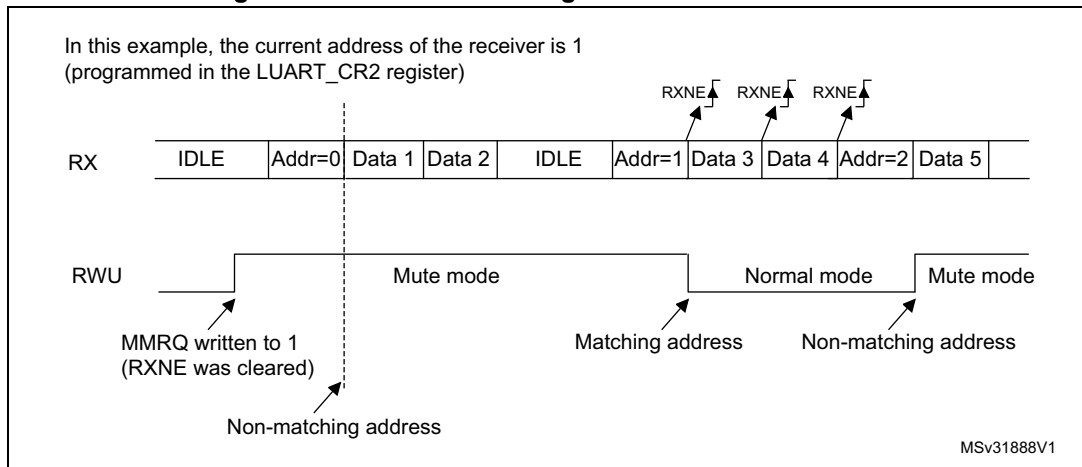 In this example, the current address of the receiver is 1
(programmed in the LUART_CR2 register)
RXNE RXNE RXNE
RX IDLE Addr=0 Data 1 Data 2 IDLE Addr=1 Data 3 Data 4 Addr=2 Data 5
RWU Mute mode Normal mode Mute mode
MMRQ written to 1 Matching address Non-matching address
(RXNE was cleared)
Non-matching address
MSv31888V1